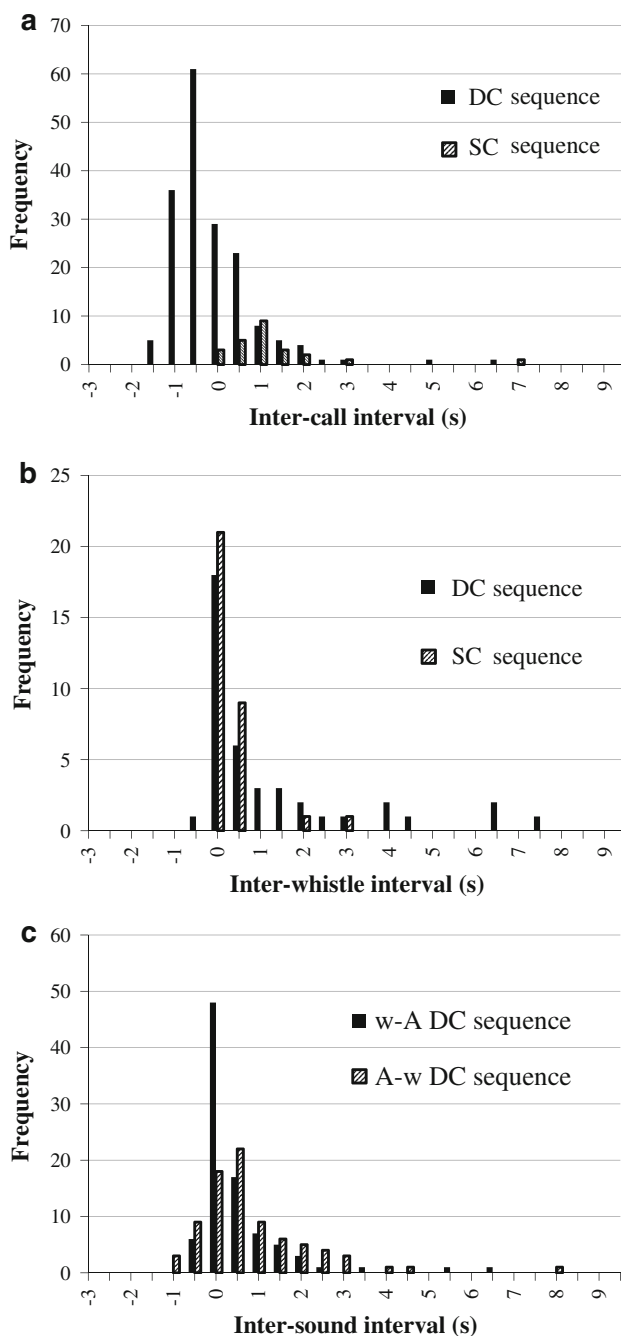 a
70
60
50
40
30
20
10
0
Frequency
DC sequence
SC sequence
-3 -2 -1 0 1 2 3 4 5 6 7 8 9
Inter-call interval (s)
b
25
20
15
10
5
0
Frequency
DC sequence
SC sequence
-3 -2 -1 0 1 2 3 4 5 6 7 8 9
Inter-whistle interval (s)
c
60
50
40
30
20
10
0
Frequency
w-A DC sequence
A-w DC sequence
-3 -2 -1 0 1 2 3 4 5 6 7 8 9
Inter-sound interval (s)